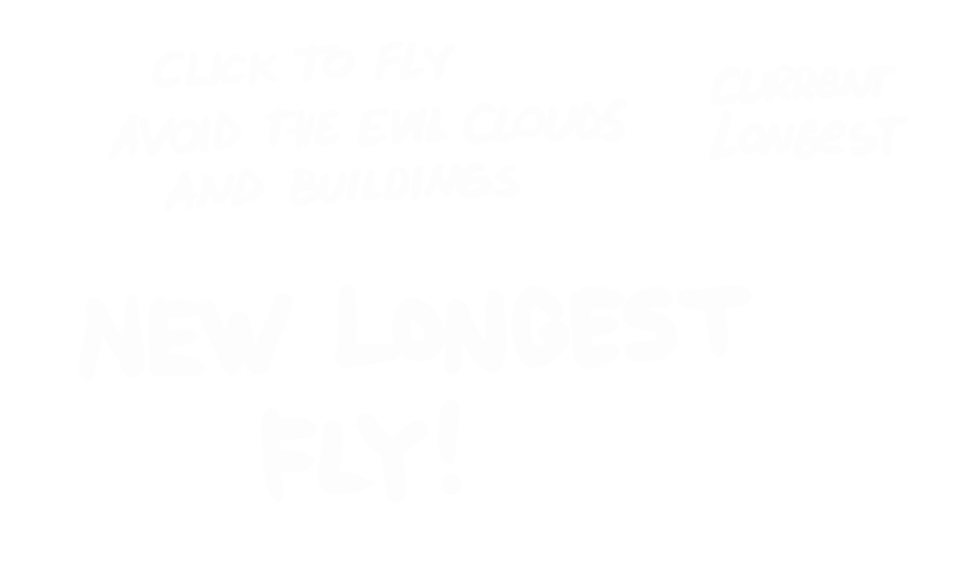 CLICK TO FLY
AVOID THE EVIL CLOUDS
AND BUILDINGS
CURRENT
LONGEST
NEW LONGEST
FLY!